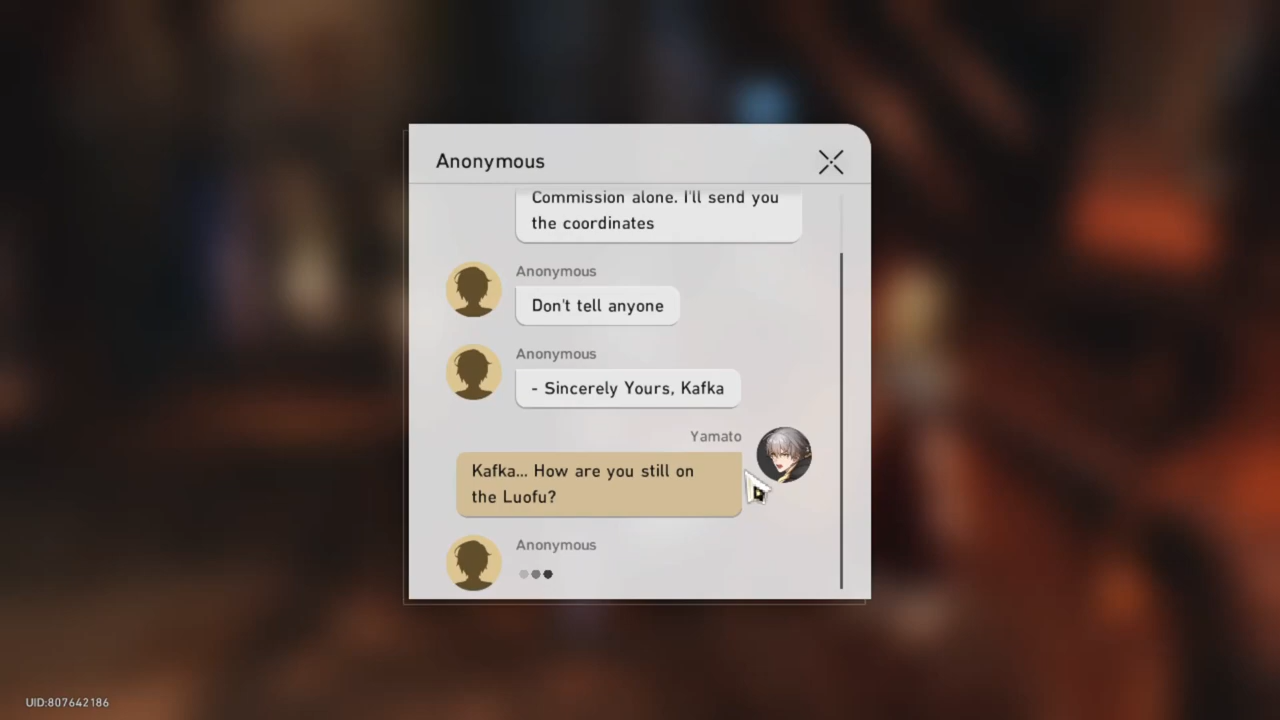 Anonymous
Commission alone. I'll send you
the coordinates
Anonymous
Don't tell anyone
Anonymous
- Sincerely Yours, Kafka
Yamato
Kafka... How are you still on
the Luofu?
Anonymous
UID:807642186